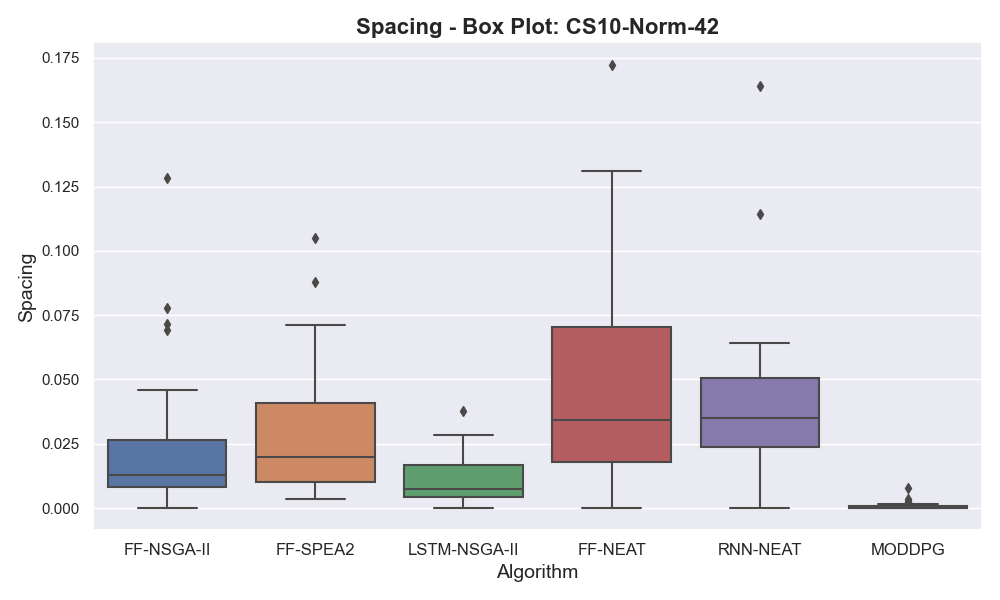 Spacing - Box Plot: CS10-Norm-42
0.175
0.150
0.125
0.100
0.075
0.050
0.025
0.000
Spacing
FF-NSGA-II
FF-SPEA2
LSTM-NSGA-II
FF-NEAT
RNN-NEAT
MODDPG
Algorithm